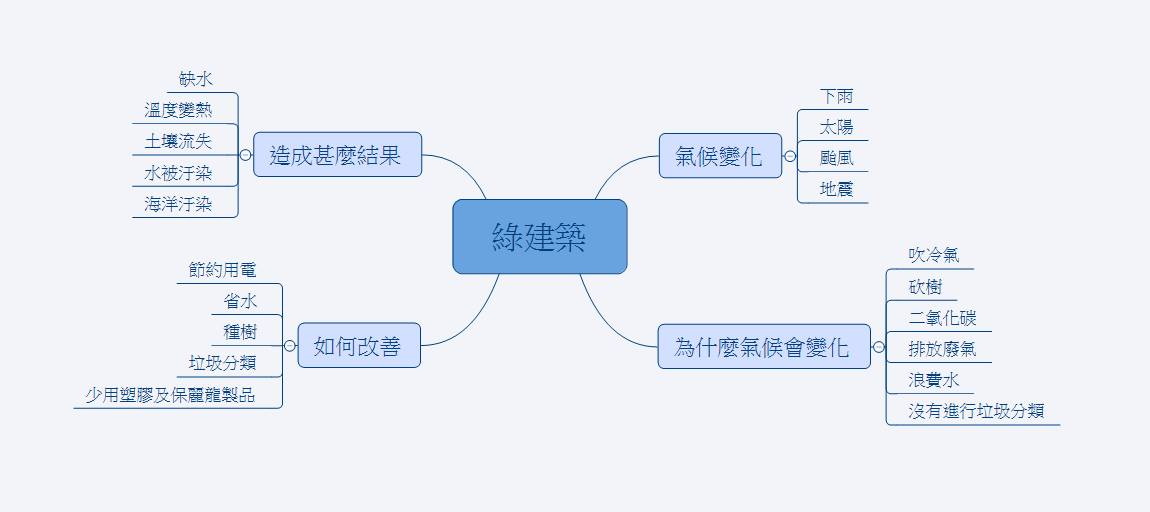 綠建築
氣候變化
下雨
太陽
颱風
地震
為什麼氣候會變化
吹冷氣
砍樹
二氧化碳
排放廢氣
浪費水
沒有進行垃圾分類
造成甚麼結果
缺水
溫度變熱
土壤流失
水被汙染
海洋汙染
如何改善
節約用電
省水
種樹
垃圾分類
少用塑膠及保麗龍製品